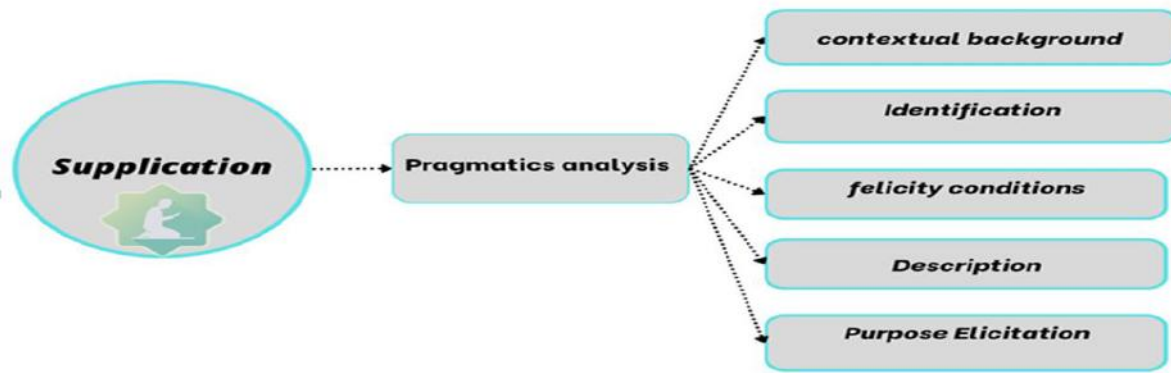 Supplication
Pragmatics analysis
contextual background
Identification
felicity conditions
Description
Purpose Elicitation